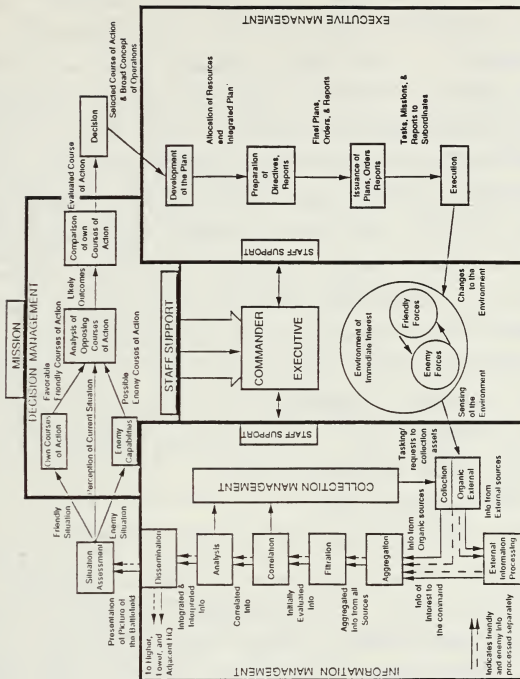 MISSION
DECISION MANAGEMENT
Situation
Assessment
Presentation
of Picture of
the Battlefield
Friendly
Situation
Enemy
Situation
Own Courses
of Action
Perception of Current Situation
Enemy
Capabilities
Favorable
Friendly Courses of Action
Possible
Enemy Courses of Action
Analysis of
Opposing
Courses
of Action
Likely
Outcomes
Comparison
of own
Courses of
Action
Evaluated Course
of Action
Decision
Selected Course of Action
& Broad Concept
of Operations
STAFF SUPPORT
COMMANDER
EXECUTIVE
STAFF SUPPORT
STAFF SUPPORT
INFORMATION MANAGEMENT
To Higher,
Lower, and
Adjacent HQ
Dissemination
Integrated &
Interpreted
Info
Analysis
Correlated
Info
Correlation
Initially
Evaluated
Info
Filtration
Aggregated
Info from all
Sources
Aggregation
Info of
Interest to
the command
External
Information
Processing
Info from
Organic sources
Info from
External sources
Collection
Organic
External
COLLECTION MANAGEMENT
Tasking/
requests to
collection
assets
Indicates friendly
and enemy info
processed separately
Sensing
of the
Environment
Environment of
Immediate Interest
Enemy
Forces
Friendly
Forces
Changes
to the
Environment
EXECUTIVE MANAGEMENT
Development
of the Plan
Allocation of Resources
end
Integrated Plan
Preparation
of
Directives,
Reports
Finel Plans,
Orders, & Reports
Issuance of
Plans, Orders
Reports
Tasks, Missions, &
Reports to
Subordinates
Execution